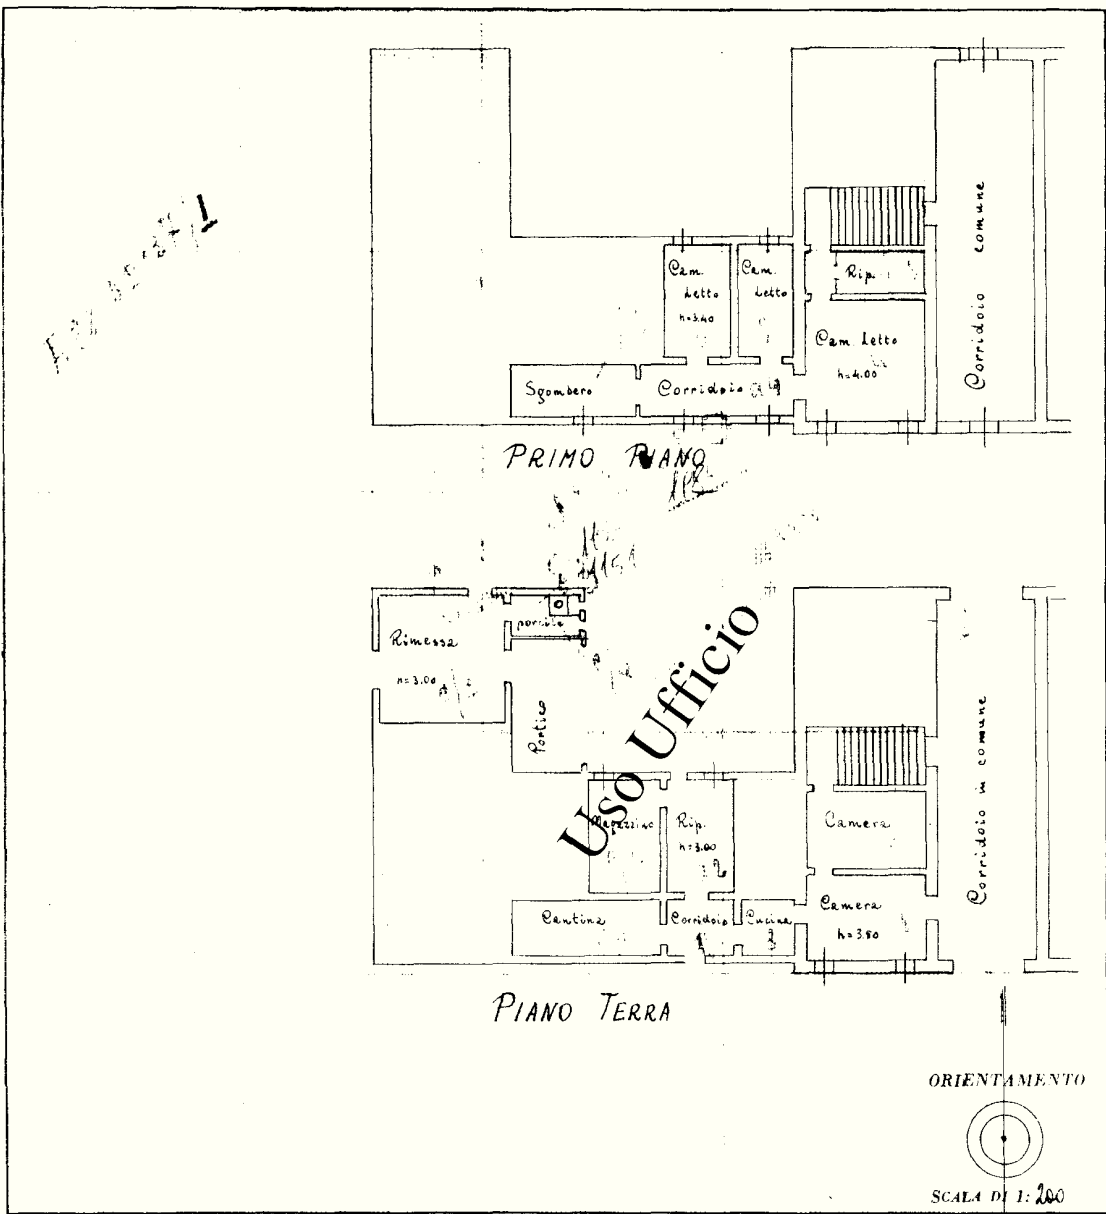 Corridoio comune
Cam.
Letto
h=3.40
Cam.
Letto
Rip.
Cam. Letto
h=4.00
Sgombero
Corridoio
PRIMO PIANO
Rimessa
h=3.00
porcile
Portico
Uso Ufficio
Magazzino
Rip.
h=3.00
Camera
Cantina
Corridoio
Cucina
Camera
h=3.80
Corridoio in comune
PIANO TERRA
ORIENTAMENTO
SCALA DI 1: 200